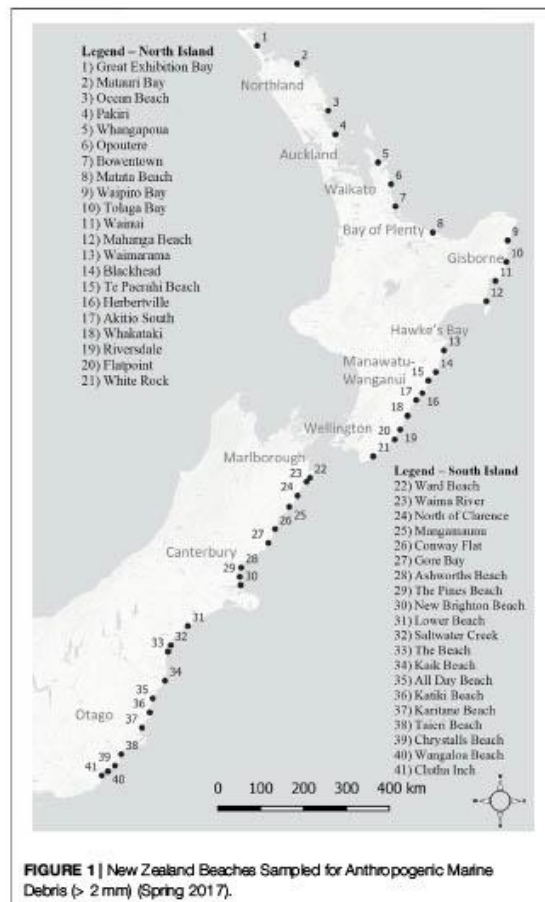 Legend – North Island
1) Great Exhibition Bay
2) Matauri Bay
3) Ocean Beach
4) Pakiri
5) Whangapoua
6) Opoutere
7) Bowentown
8) Matata Beach
9) Waipiro Bay
10) Tolaga Bay
11) Wainui
12) Mahanga Beach
13) Waimarama
14) Blackhead
15) Te Paerahi Beach
16) Herbertville
17) Akitio South
18) Whakataki
19) Riversdale
20) Flatpoint
21) White Rock
1
2
Northland
3
4
Auckland
5
Waikato
6
7
Bay of Plenty
8
9
Gisborne
10
11
12
Hawke's Bay
13
Manawatu-
Wanganui
15
14
17
16
18
Wellington
20
19
21
Marlborough
23
22
24
25
26
27
Canterbury
28
29
30
31
32
33
34
35
36
Otago
37
38
39
41
40
Legend – South Island
22) Ward Beach
23) Waima River
24) North of Clarence
25) Mangamaunu
26) Conway Flat
27) Gore Bay
28) Ashworths Beach
29) The Pines Beach
30) New Brighton Beach
31) Lower Beach
32) Saltwater Creek
33) The Beach
34) Kaik Beach
35) All Day Beach
36) Katiki Beach
37) Karitane Beach
38) Taieri Beach
39) Chrystalls Beach
40) Wangaloa Beach
41) Clutha Inch
0 100 200 300 400 km
FIGURE 1 | New Zealand Beaches Sampled for Anthropogenic Marine
Debris (> 2 mm) (Spring 2017).